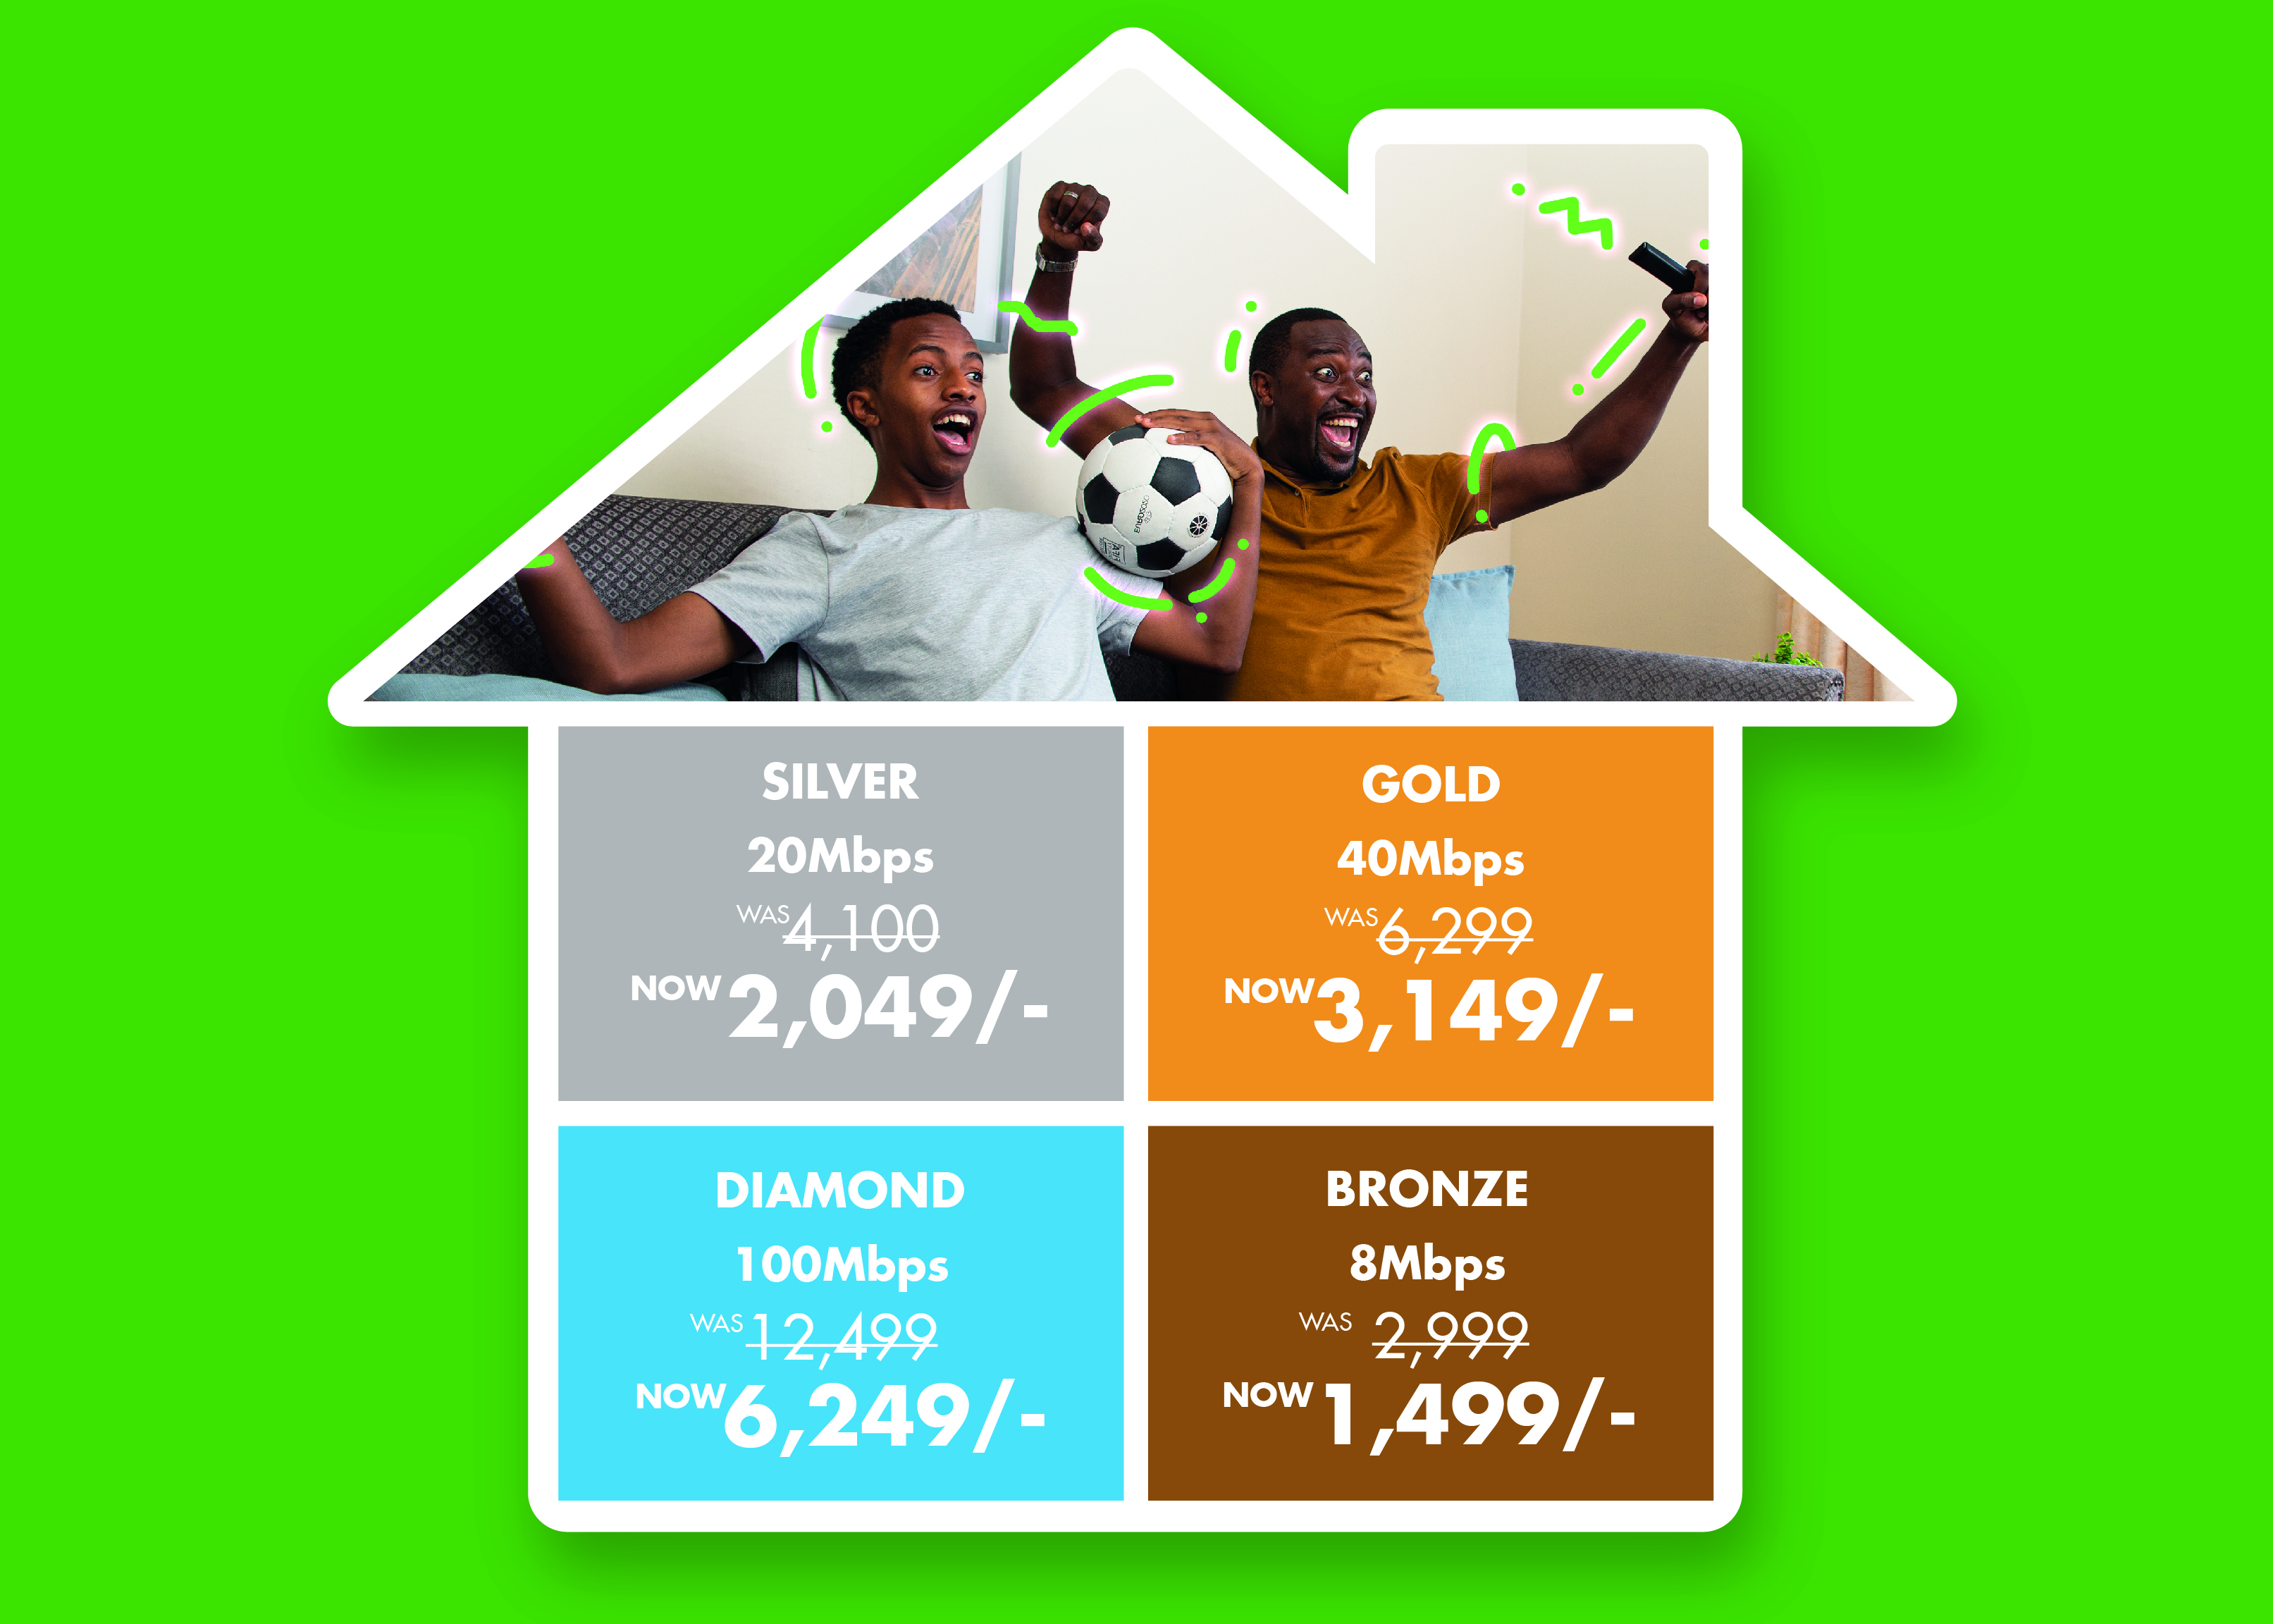 SILVER
20Mbps
WAS 4,100
NOW 2,049/-
GOLD
40Mbps
WAS 6,299
NOW 3,149/-
DIAMOND
100Mbps
WAS 12,499
NOW 6,249/-
BRONZE
8Mbps
WAS 2,999
NOW 1,499/-